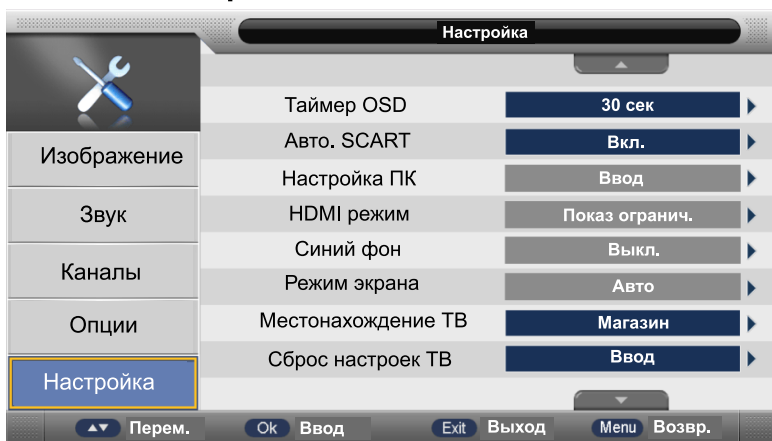 Настройка
Таймер OSD 30 сек
Авто. SCART Вкл.
Изображение
Настройка ПК Ввод
Звук
HDMI режим Показ огранич.
Синий фон Выкл.
Каналы
Режим экрана Авто
Опции
Местонахождение ТВ Магазин
Сброс настроек ТВ Ввод
Настройка
Перем. Ok Ввод Exit Выход Menu Возвр.